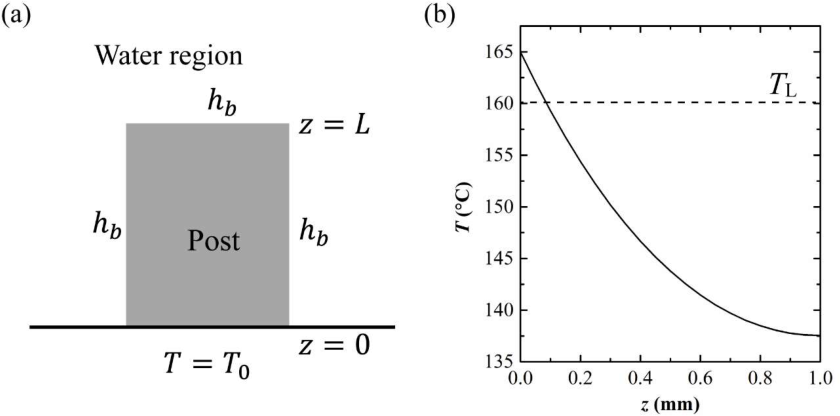 (a)
Water region
h_b
z = L
h_b
Post
h_b
z = 0
T = T_0
(b)
165
160
155
150
145
140
135
T (°C)
T_L
0.0 0.2 0.4 0.6 0.8 1.0
z (mm)